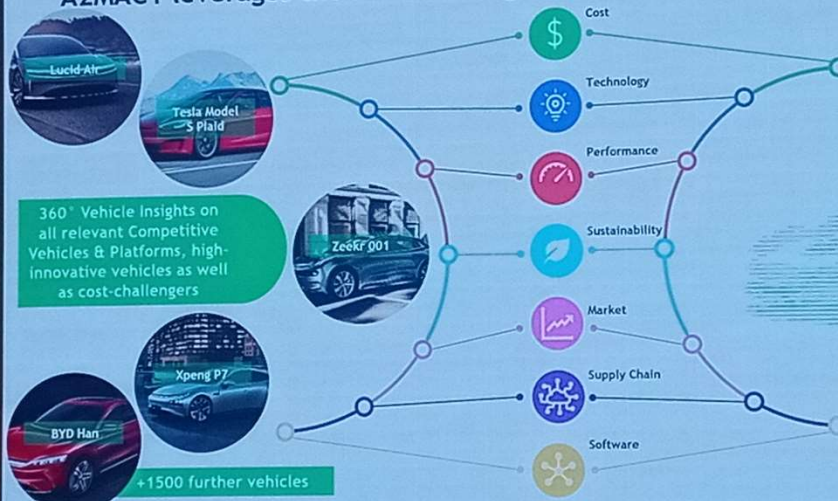 Lucid Air
Tesla Model
S Plaid
360° Vehicle Insights on
all relevant Competitive
Vehicles & Platforms, high-
innovative vehicles as well
as cost-challengers
Zeekr 001
Xpeng P7
BYD Han
+1500 further vehicles
Cost
Technology
Performance
Sustainability
Market
Supply Chain
Software